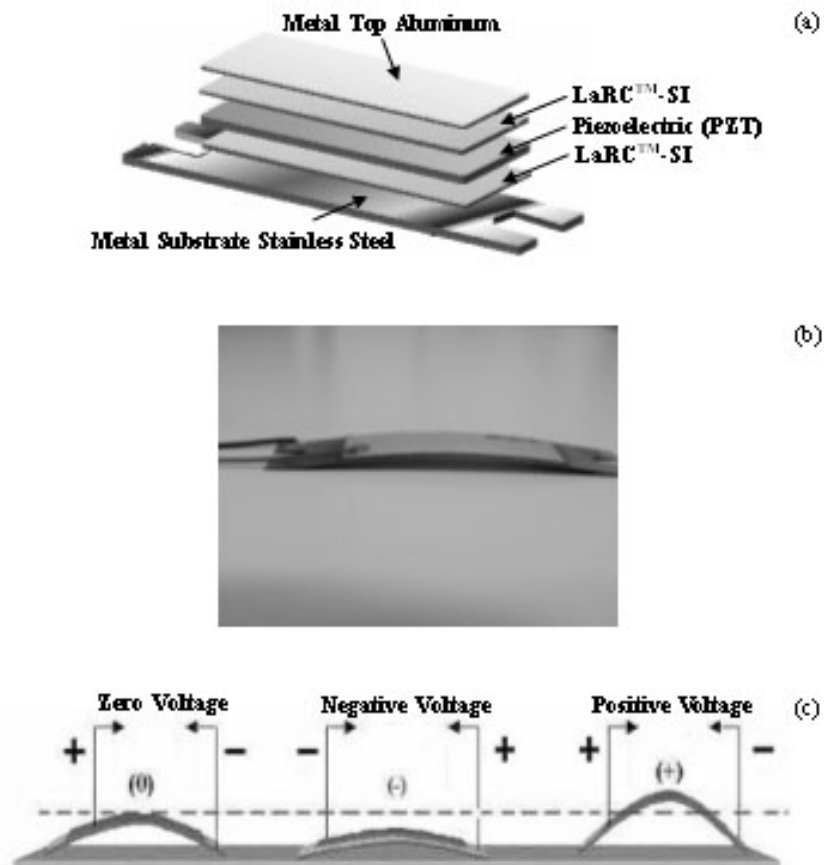 Metal Top Aluminum
(a)
LaRC™-SI
Piezoelectric (PZT)
LaRC™-SI
Metal Substrate Stainless Steel
(b)
Zero Voltage
Negative Voltage
Positive Voltage
(c)
+ − − + + −
(0)
(-)
(+)